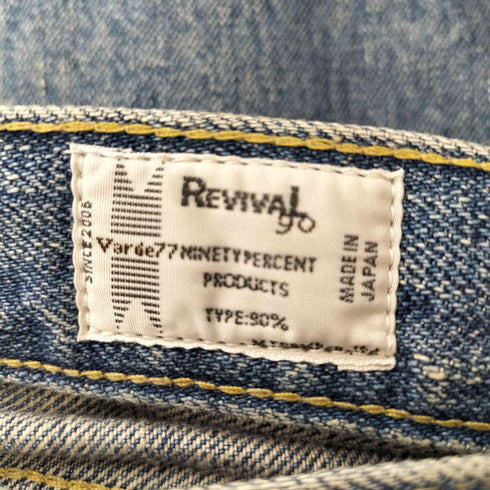 SINCE 2006
REVIVAL
90
Varde77 NINETYPERCENT
PRODUCTS
TYPE:90%
MADE IN
JAPAN